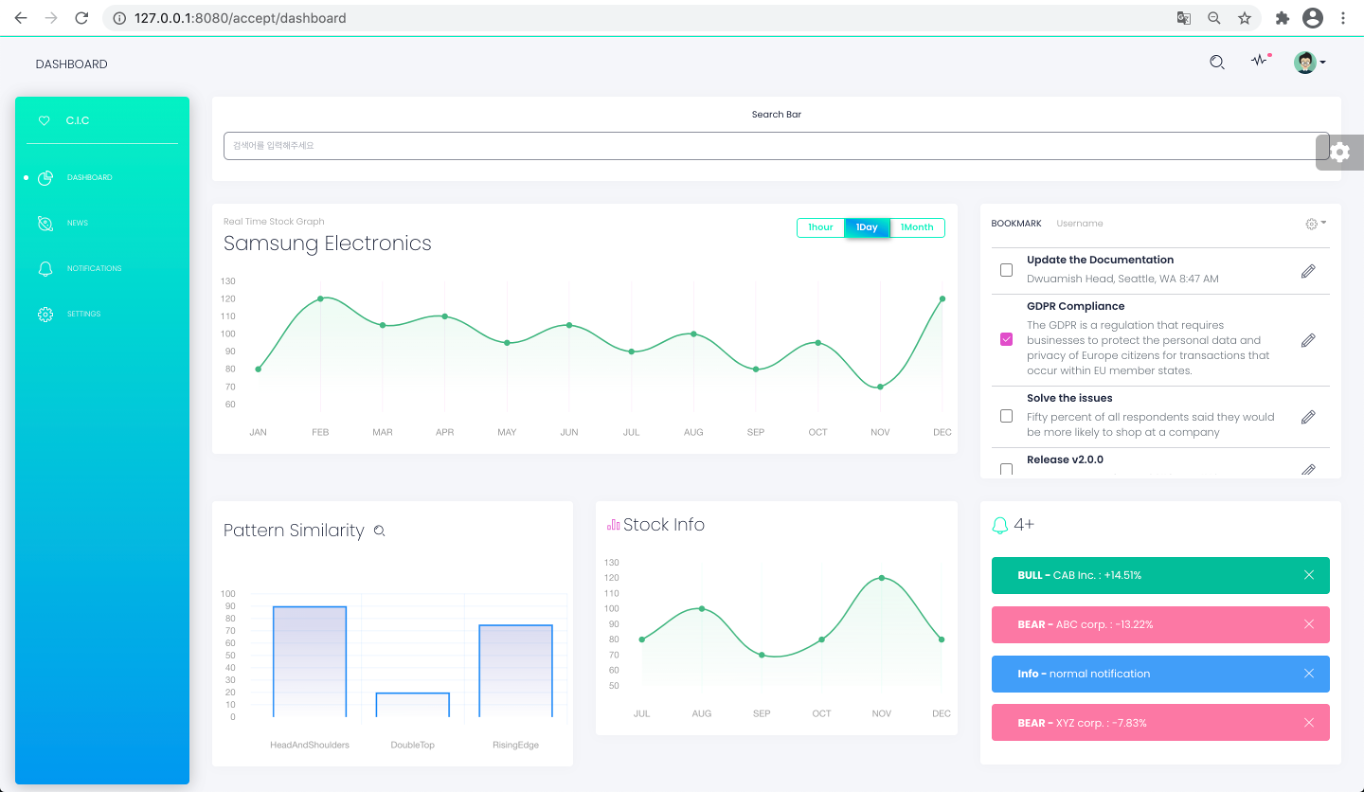 127.0.0.1:8080/accept/dashboard
DASHBOARD
C.I.C
DASHBOARD
NEWS
NOTIFICATIONS
SETTINGS
Search Bar
검색어를 입력해주세요
Real Time Stock Graph
Samsung Electronics
1hour 1Day 1Month
130
120
110
100
90
80
70
60
JAN FEB MAR APR MAY JUN JUL AUG SEP OCT NOV DEC
BOOKMARK Username
Update the Documentation
Dwuamish Head, Seattle, WA 8:47 AM
GDPR Compliance
The GDPR is a regulation that requires
businesses to protect the personal data and
privacy of Europe citizens for transactions that
occur within EU member states.
Solve the issues
Fifty percent of all respondents said they would
be more likely to shop at a company
Release v2.0.0
Pattern Similarity
100
90
80
70
60
50
40
30
20
10
0
HeadAndShoulders DoubleTop RisingEdge
Stock Info
130
120
110
100
90
80
70
60
50
JUL AUG SEP OCT NOV DEC
4+
BULL - CAB Inc. : +14.51%
BEAR - ABC corp. : -13.22%
Info - normal notification
BEAR - XYZ corp. : -7.83%